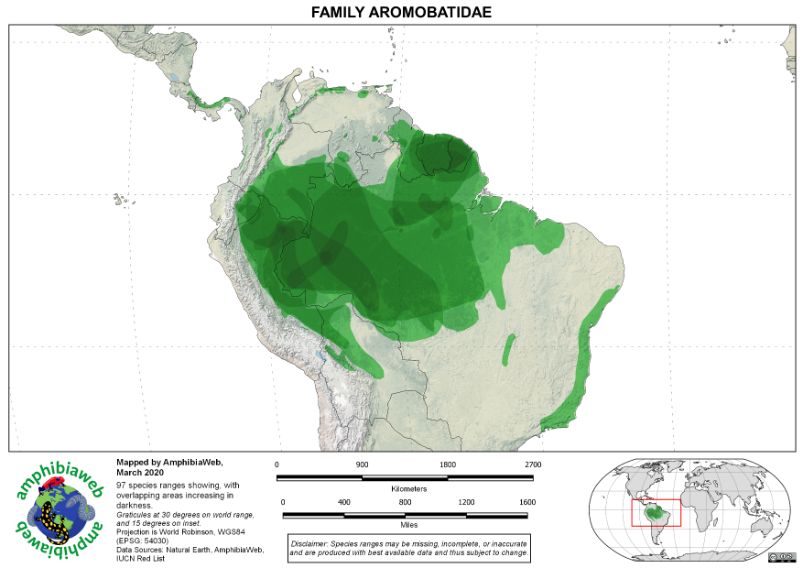 FAMILY AROMOBATIDAE
amphibiaweb
amphibiaweb
amphibiaweb
Mapped by AmphibiaWeb,
March 2020
97 species ranges showing, with
overlapping areas increasing in
darkness.
Graticules at 30 degrees on world range,
and 15 degrees on inset.
Projection is World Robinson, WGS84
(EPSG: 54030)
Data Sources: Natural Earth, AmphibiaWeb,
IUCN Red List
0 900 1800 2700
Kilometers
0 400 800 1200 1600
Miles
Disclaimer: Species ranges may be missing, incomplete, or inaccurate
and are produced with best available data and thus subject to change.